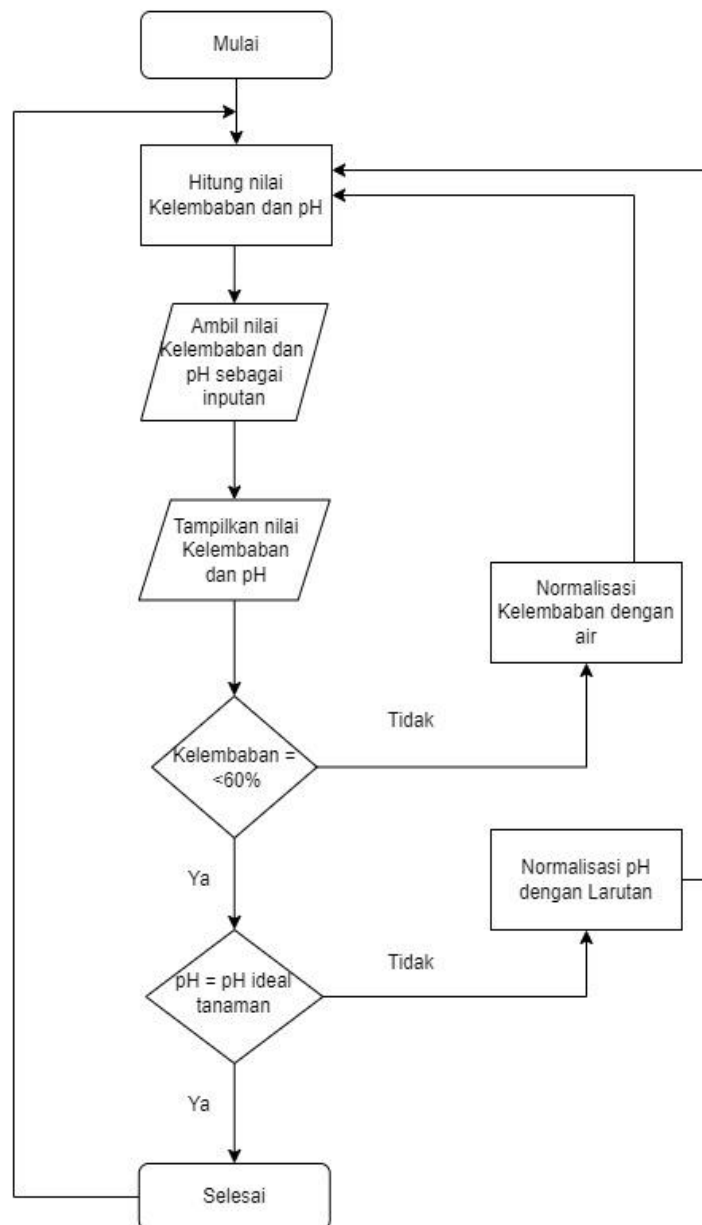 Mulai
Hitung nilai
Kelembaban dan pH
Ambil nilai
Kelembaban dan
pH sebagai
inputan
Tampilkan nilai
Kelembaban
dan pH
Normalisasi
Kelembaban dengan
air
Tidak
Kelembaban =
<60%
Ya
Normalisasi pH
dengan Larutan
Tidak
pH = pH ideal
tanaman
Ya
Selesai